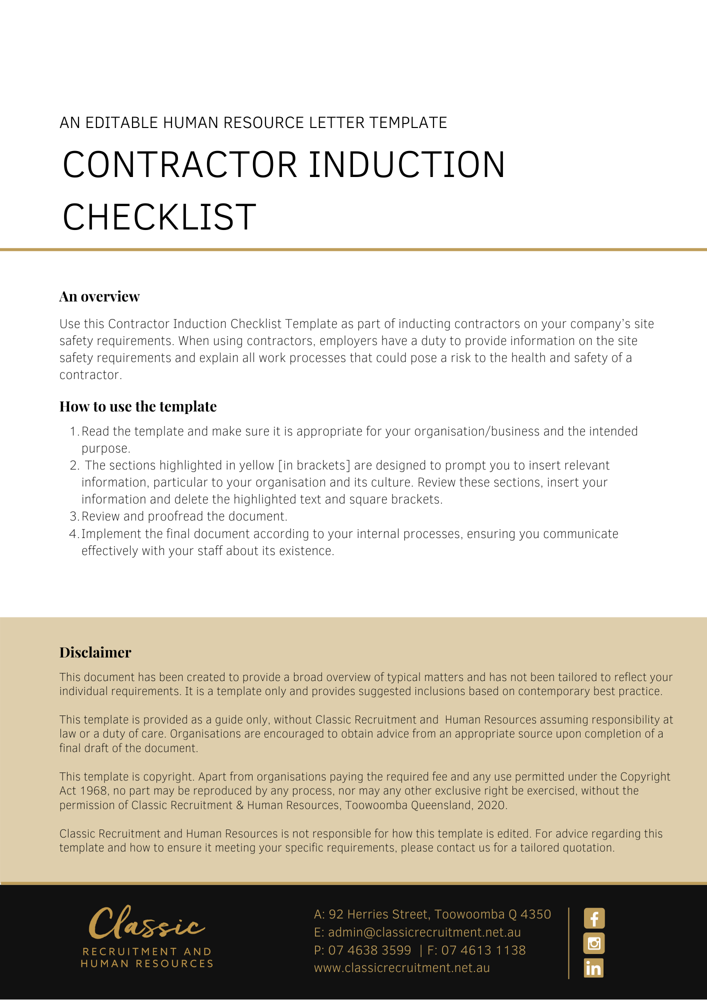 AN EDITABLE HUMAN RESOURCE LETTER TEMPLATE
CONTRACTOR INDUCTION
CHECKLIST
An overview
Use this Contractor Induction Checklist Template as part of inducting contractors on your company's site
safety requirements. When using contractors, employers have a duty to provide information on the site
safety requirements and explain all work processes that could pose a risk to the health and safety of a
contractor.
How to use the template
1. Read the template and make sure it is appropriate for your organisation/business and the intended
purpose.
2. The sections highlighted in yellow [in brackets] are designed to prompt you to insert relevant
information, particular to your organisation and its culture. Review these sections, insert your
information and delete the highlighted text and square brackets.
3. Review and proofread the document.
4. Implement the final document according to your internal processes, ensuring you communicate
effectively with your staff about its existence.
Disclaimer
This document has been created to provide a broad overview of typical matters and has not been tailored to reflect your
individual requirements. It is a template only and provides suggested inclusions based on contemporary best practice.
This template is provided as a guide only, without Classic Recruitment and Human Resources assuming responsibility at
law or a duty of care. Organisations are encouraged to obtain advice from an appropriate source upon completion of a
final draft of the document.
This template is copyright. Apart from organisations paying the required fee and any use permitted under the Copyright
Act 1968, no part may be reproduced by any process, nor may any other exclusive right be exercised, without the
permission of Classic Recruitment & Human Resources, Toowoomba Queensland, 2020.
Classic Recruitment and Human Resources is not responsible for how this template is edited. For advice regarding this
template and how to ensure it meeting your specific requirements, please contact us for a tailored quotation.
Classic
RECRUITMENT AND
HUMAN RESOURCES
A: 92 Herries Street, Toowoomba Q 4350
E: admin@classicrecruitment.net.au
P: 07 4638 3599 | F: 07 4613 1138
www.classicrecruitment.net.au